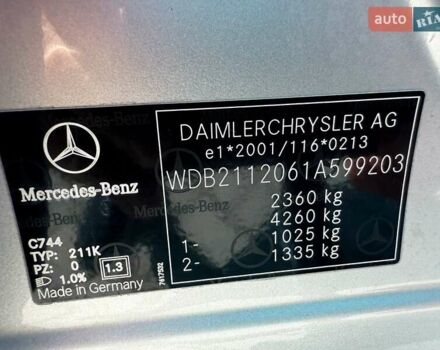 auto RIA
DAIMLERCHRYSLER AG
e1*2001/116*0213
WDB2112061A599203
2360 kg
4260 kg
1- 1025 kg
2- 1335 kg
Mercedes-Benz
C744
TYP: 211K
PZ: 0 1.3
1.0%
Made in Germany
7617532